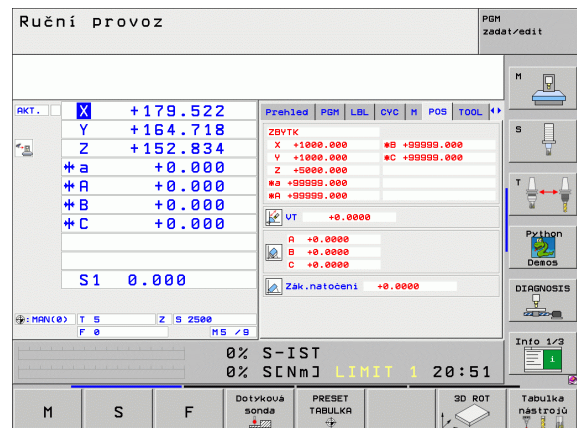 Ruční provoz
PGM
zadat/edit
M
AKT.
X +179.522
Y +164.718
Z +152.834
a +0.000
A +0.000
B +0.000
C +0.000
S1 0.000
:MAN(0) T 5 Z S 2500
F 0 M5 /9
Prehled PGM LBL CYC M POS TOOL
ZBYTK
X +1000.000 *B +99999.000
Y +1000.000 *C +99999.000
Z +5000.000
*a +99999.000
*A +99999.000
VT +0.0000
A +0.0000
B +0.0000
C +0.0000
Zák.natočení +0.0000
S
T
Python
Demos
DIAGNOSIS
Info 1/3
0% S-IST
0% S[Nm] LIMIT 1 20:51
M
S
F
Dotyková
sonda
PRESET
TABULKA
3D ROT
Tabulka
nástrojů